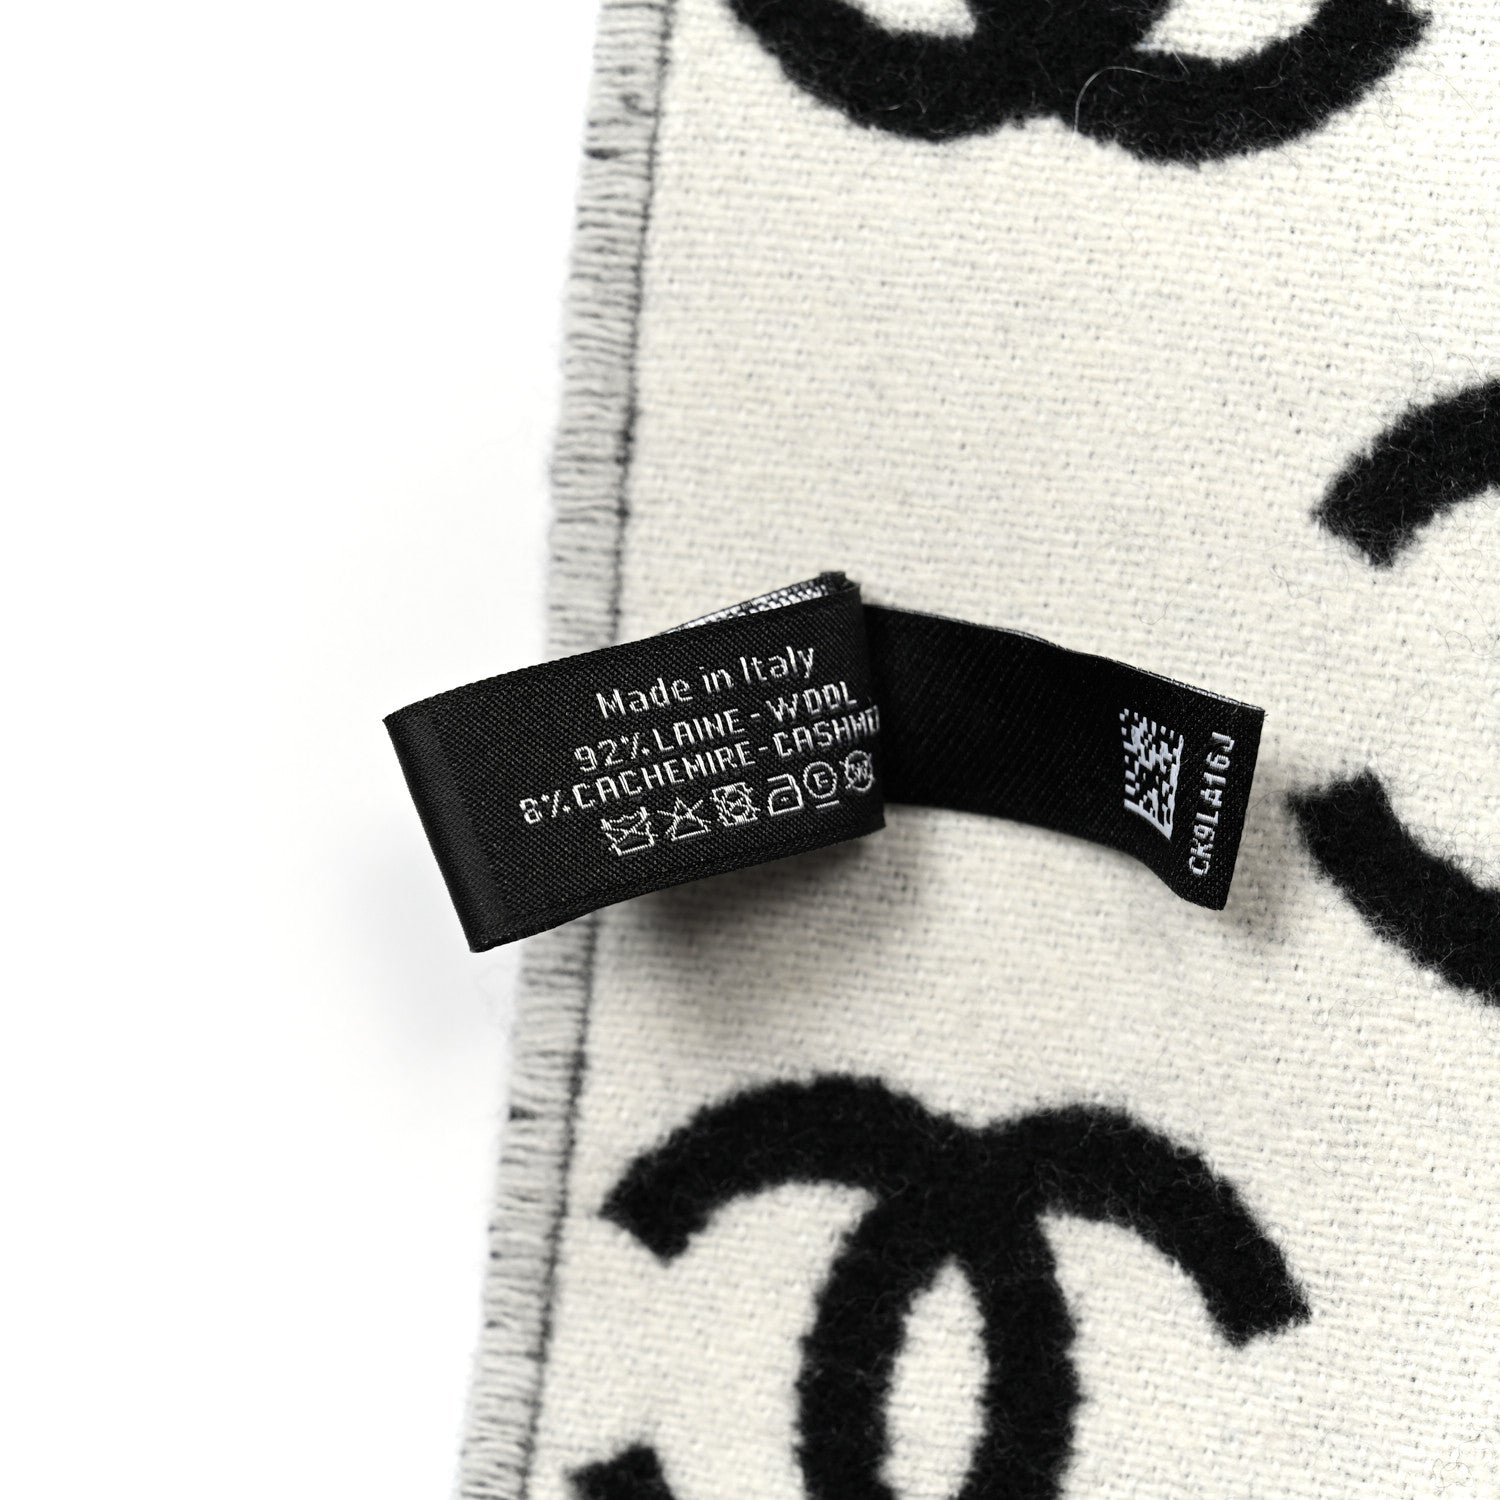 Made in Italy
92% LAINE - WOOL
8% CACHEMIRE - CASHME
CK9LA16J